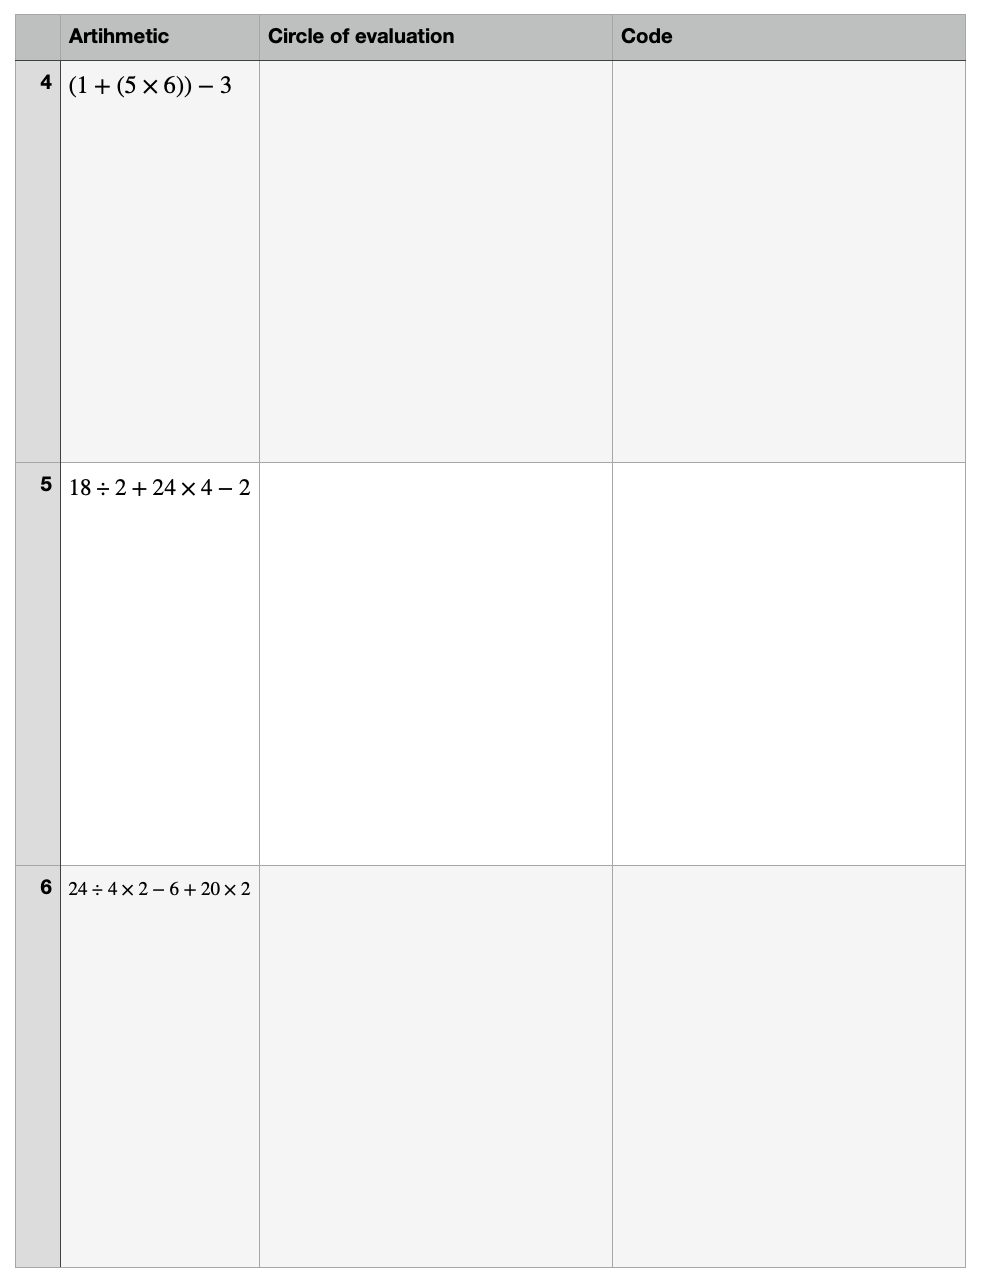 Artihmetic Circle of evaluation Code
4 (1 + (5 × 6)) − 3
5 18 ÷ 2 + 24 × 4 − 2
6 24 ÷ 4 × 2 − 6 + 20 × 2